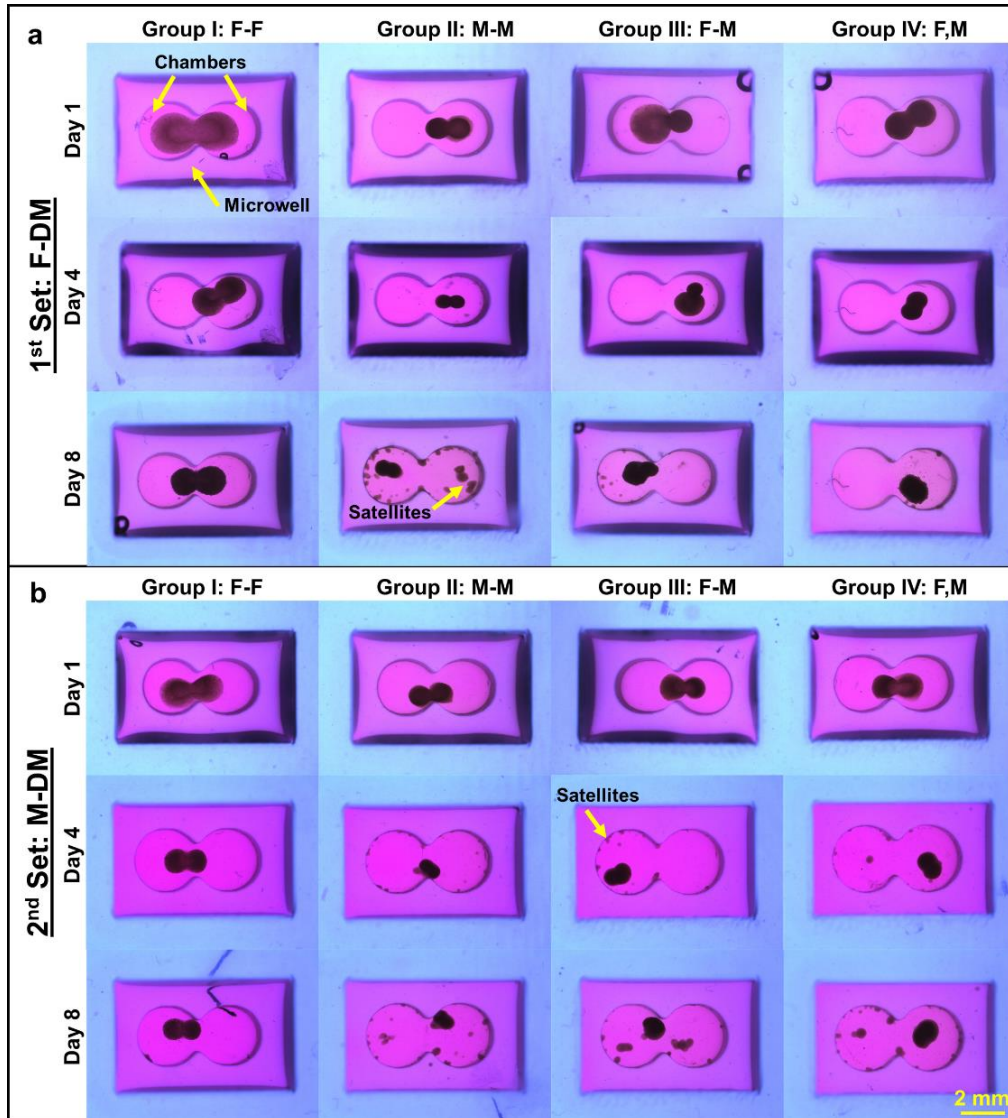 a
Group I: F-F
Group II: M-M
Group III: F-M
Group IV: F,M
1st Set: F-DM
Day 1
Chambers
Microwell
Day 4
Day 8
Satellites
b
Group I: F-F
Group II: M-M
Group III: F-M
Group IV: F,M
2nd Set: M-DM
Day 1
Day 4
Satellites
Day 8
2 mm